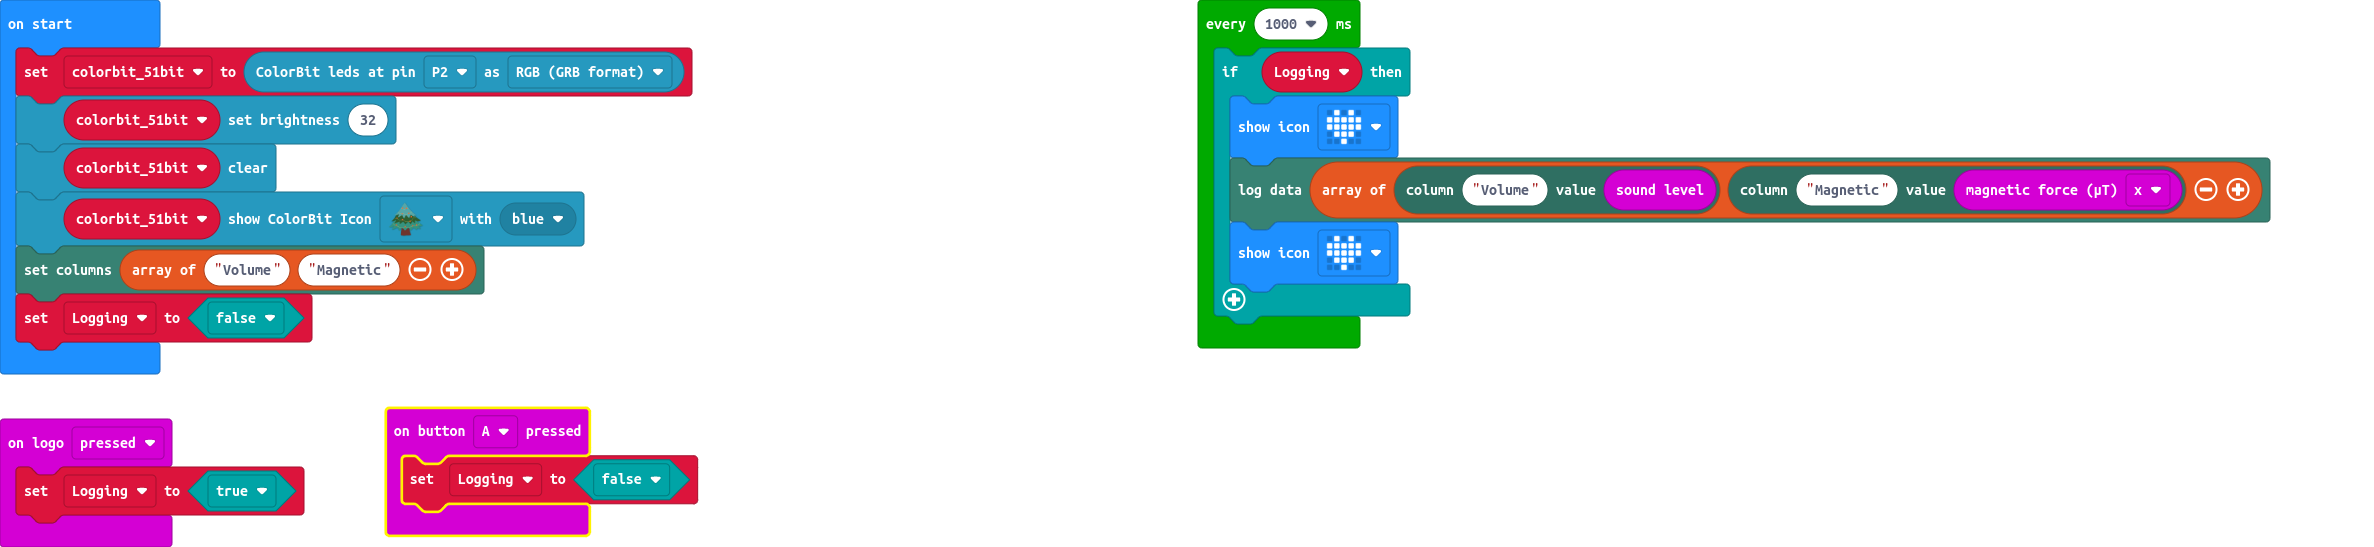 on start
set colorbit_51bit to ColorBit leds at pin P2 as RGB (GRB format)
colorbit_51bit set brightness 32
colorbit_51bit clear
colorbit_51bit show ColorBit Icon with blue
set columns array of "Volume" "Magnetic"
set Logging to false
every 1000 ms
if Logging then
show icon
log data array of column "Volume" value sound level column "Magnetic" value magnetic force (µT) x
show icon
on logo pressed
set Logging to true
on button A pressed
set Logging to false